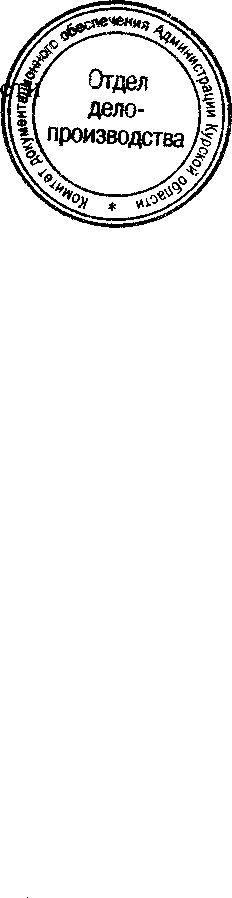 Комитет документационного обеспечения Администрации Курской области *
Отдел
дело-
производства